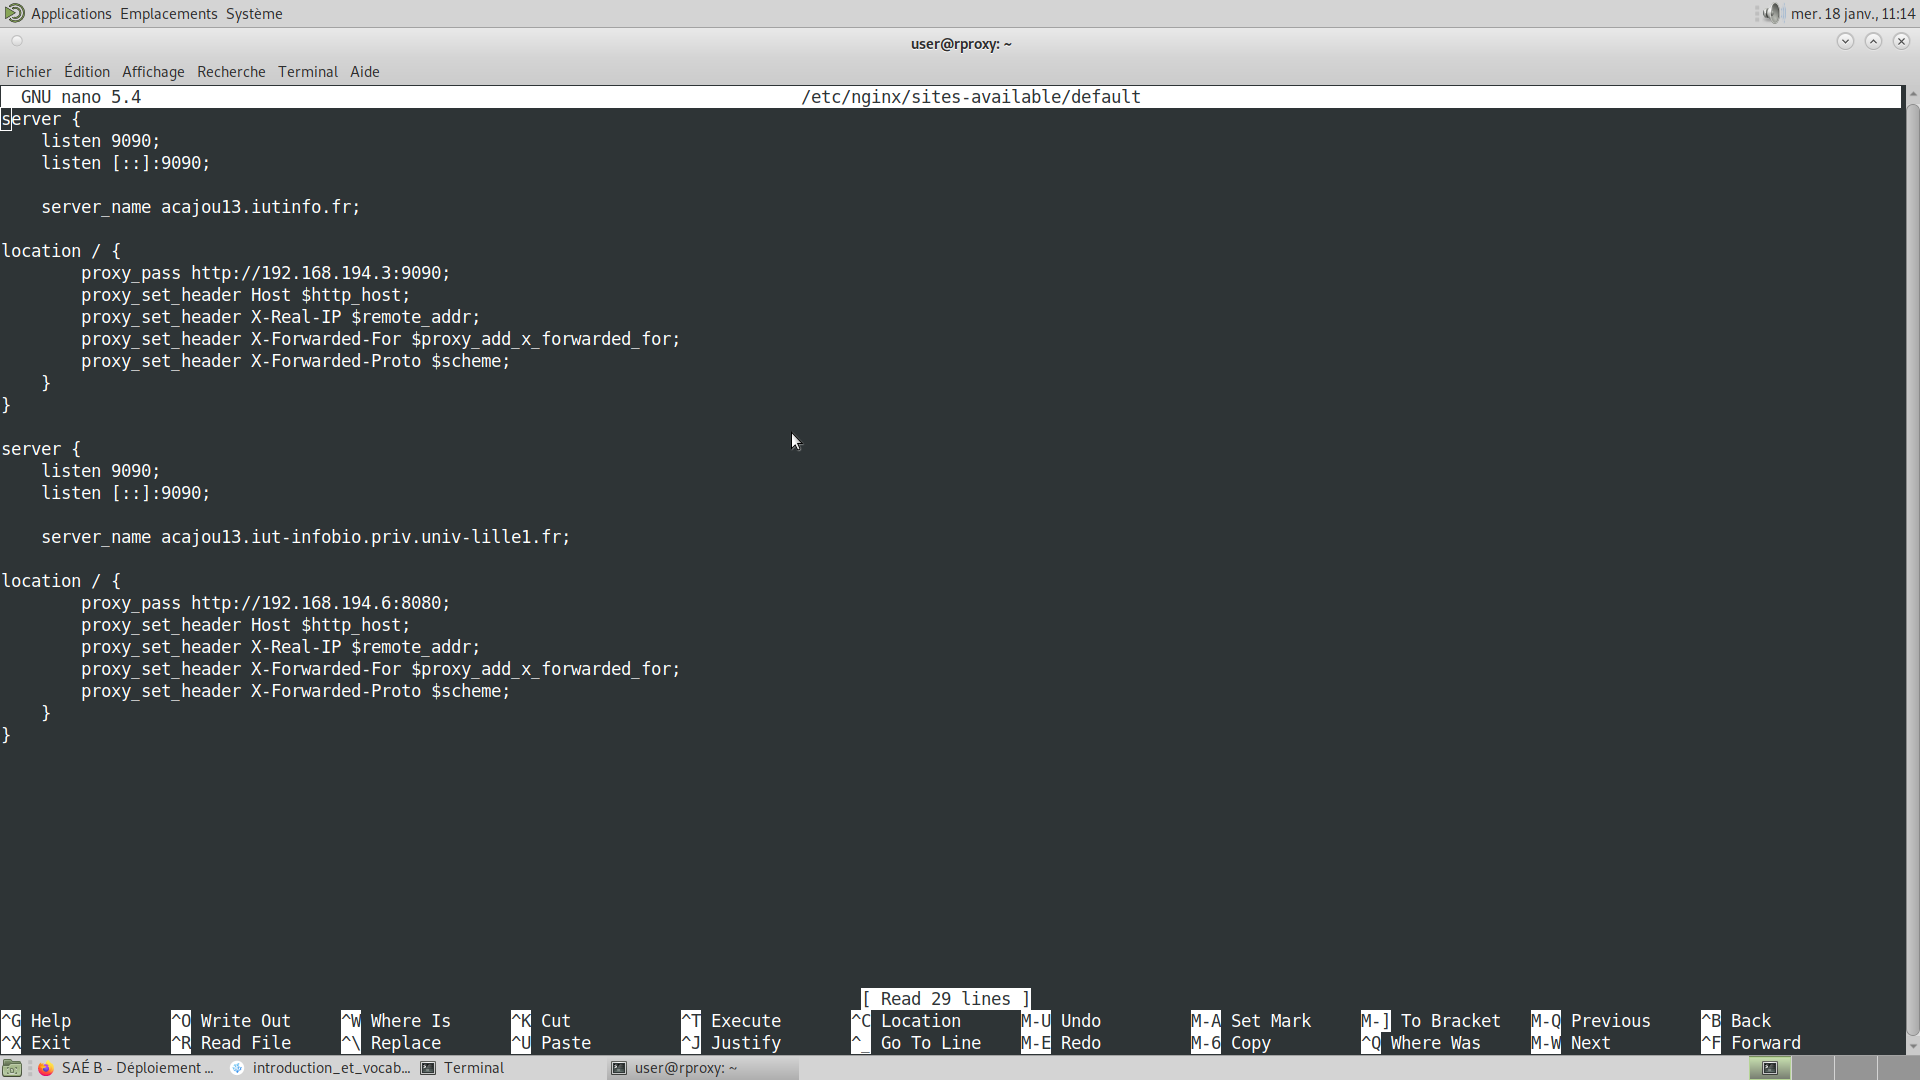 Applications Emplacements Système mer. 18 janv., 11:14
user@rproxy: ~
Fichier Édition Affichage Recherche Terminal Aide
GNU nano 5.4 /etc/nginx/sites-available/default
server {
    listen 9090;
    listen [::]:9090;

    server_name acajou13.iutinfo.fr;

location / {
        proxy_pass http://192.168.194.3:9090;
        proxy_set_header Host $http_host;
        proxy_set_header X-Real-IP $remote_addr;
        proxy_set_header X-Forwarded-For $proxy_add_x_forwarded_for;
        proxy_set_header X-Forwarded-Proto $scheme;
    }
}

server {
    listen 9090;
    listen [::]:9090;

    server_name acajou13.iut-infobio.priv.univ-lille1.fr;

location / {
        proxy_pass http://192.168.194.6:8080;
        proxy_set_header Host $http_host;
        proxy_set_header X-Real-IP $remote_addr;
        proxy_set_header X-Forwarded-For $proxy_add_x_forwarded_for;
        proxy_set_header X-Forwarded-Proto $scheme;
    }
}
[ Read 29 lines ]
^G Help ^O Write Out ^W Where Is ^K Cut ^T Execute ^C Location M-U Undo M-A Set Mark M-] To Bracket M-Q Previous ^B Back
^X Exit ^R Read File ^\ Replace ^U Paste ^J Justify ^_ Go To Line M-E Redo M-6 Copy ^Q Where Was M-W Next ^F Forward
SAÉ B - Déploiement ... introduction_et_vocab... Terminal user@rproxy: ~